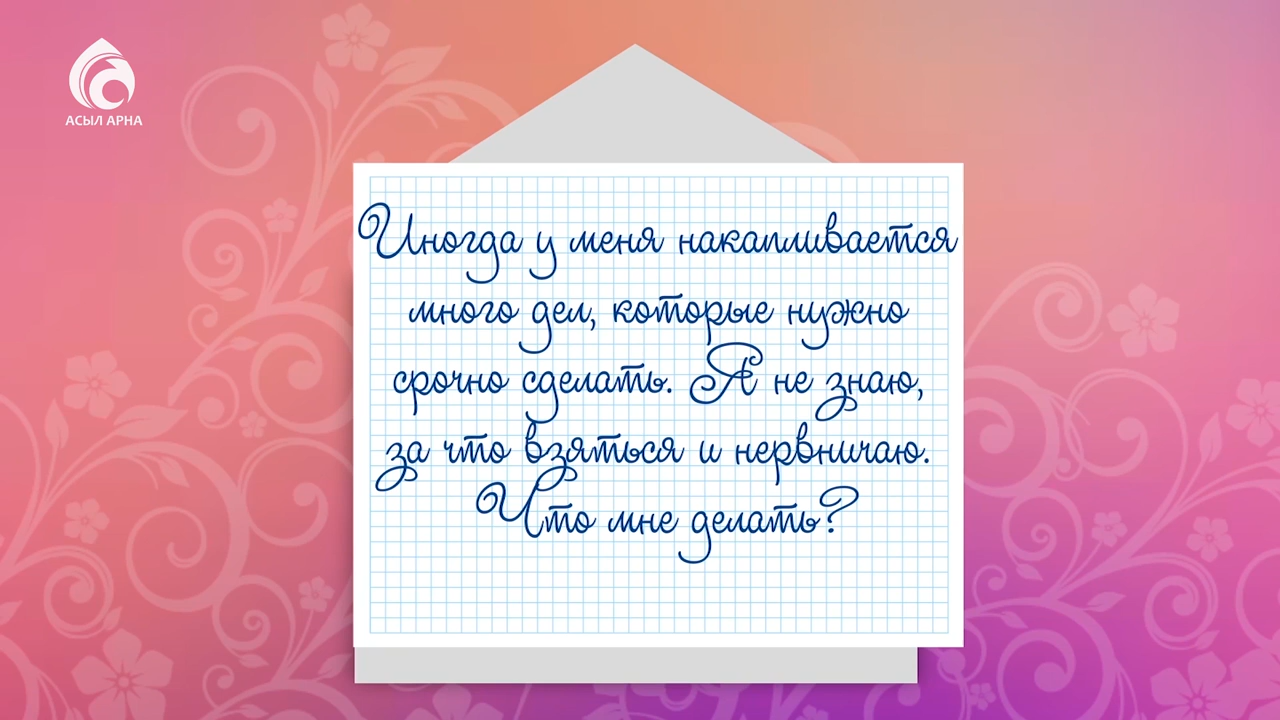 АСЫЛ АРНА
Иногда у меня накапливается
много дел, которые нужно
срочно сделать. Я не знаю,
за что взяться и нервничаю.
Что мне делать?